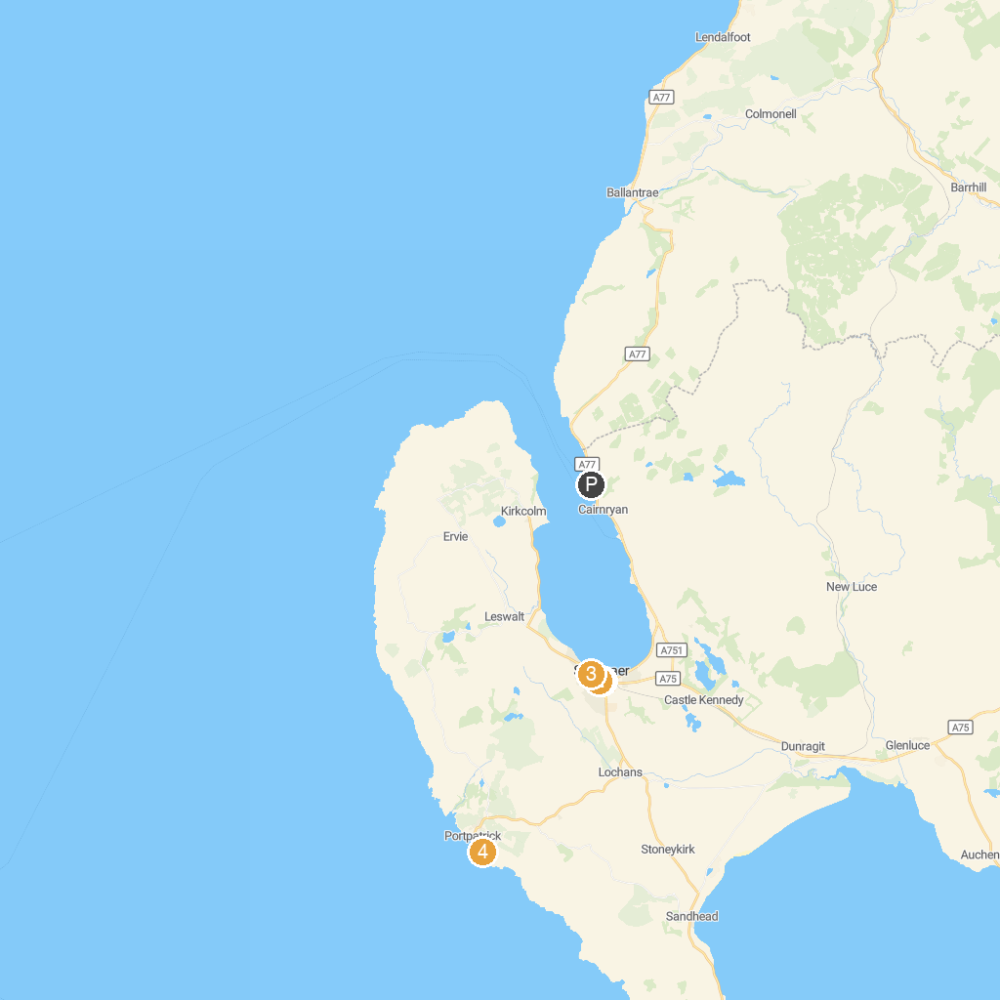 Lendalfoot
A77
Colmonell
Barrhill
Ballantrae
A77
A77
P
Cairnryan
Kirkcolm
Ervie
New Luce
Leswalt
A751
3
A75
Castle Kennedy
A75
Dunragit
Glenluce
Lochans
Portpatrick
4
Stoneykirk
Auchen
Sandhead